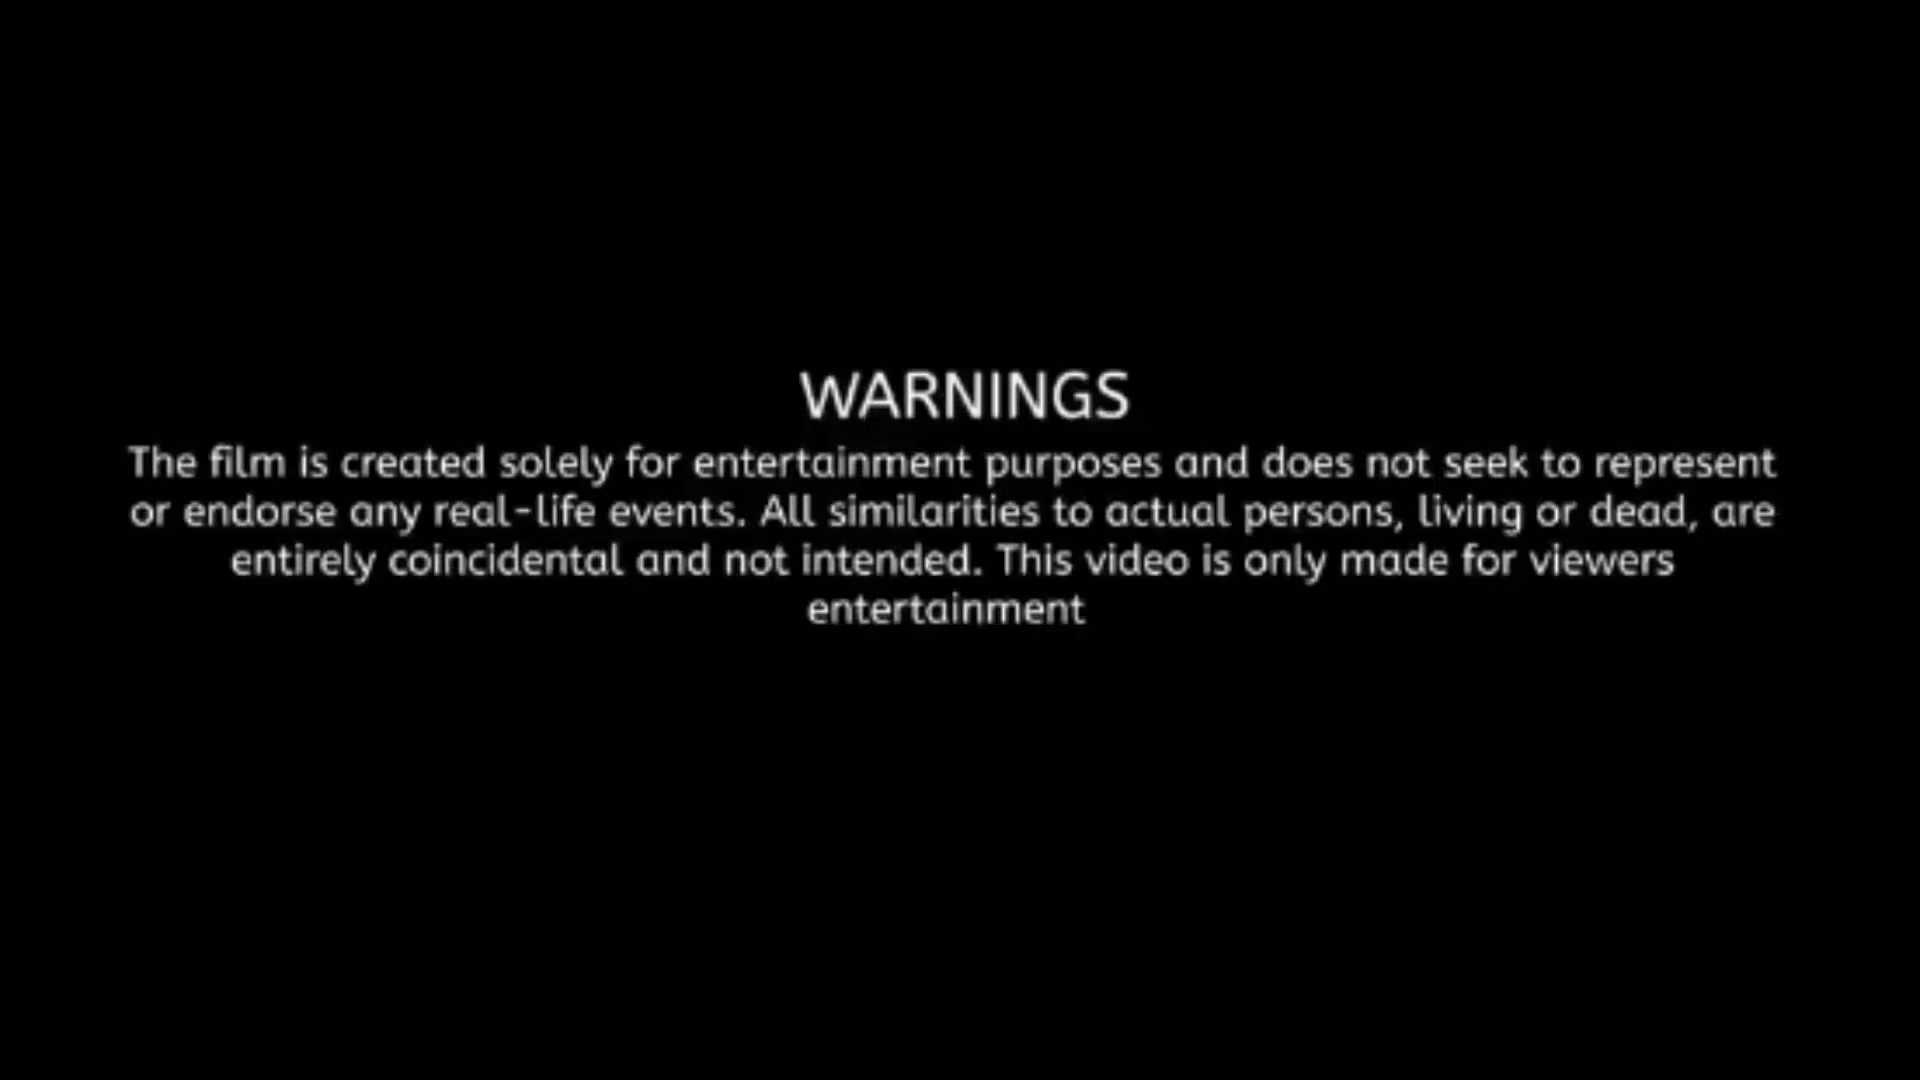 WARNINGS
The film is created solely for entertainment purposes and does not seek to represent
or endorse any real-life events. All similarities to actual persons, living or dead, are
entirely coincidental and not intended. This video is only made for viewers
entertainment